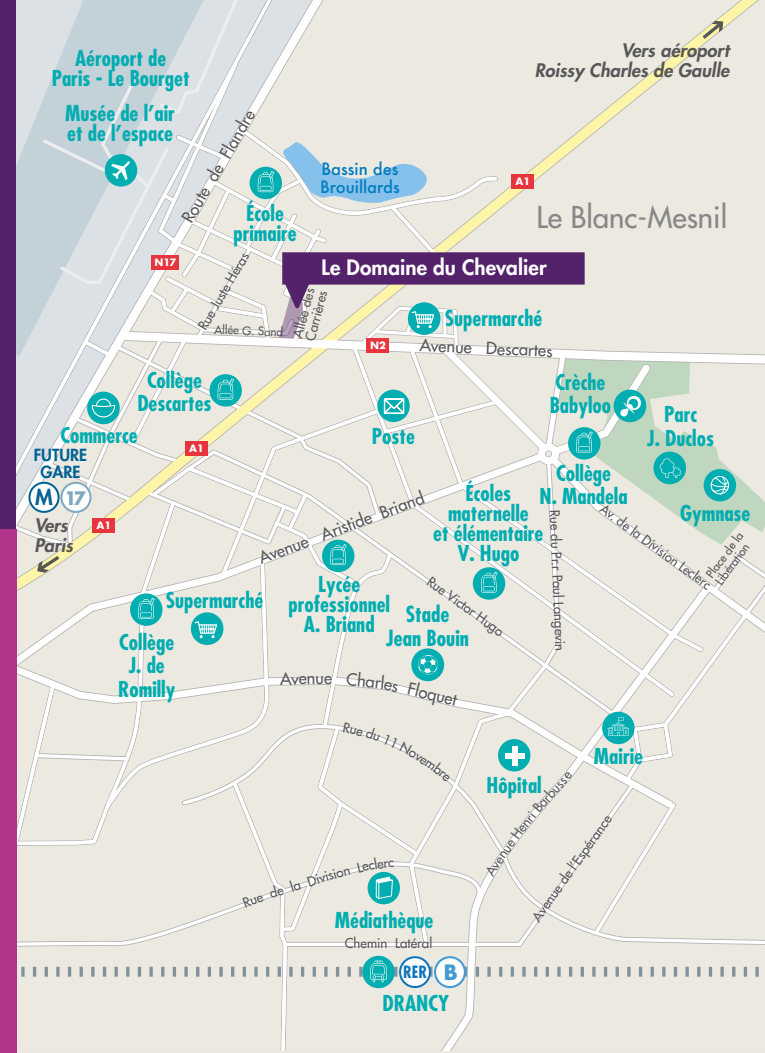 Aéroport de
Paris - Le Bourget
Musée de l'air
et de l'espace
Vers aéroport
Roissy Charles de Gaulle
Route de Flandre
Bassin des
Brouillards
A1
École
primaire
Le Blanc-Mesnil
N17
Rue Juste Héras
Le Domaine du Chevalier
Allée des
Carrières
Allée G. Sand
Supermarché
N2
Avenue Descartes
Collège
Descartes
Crèche
Babyloo
Commerce
Poste
Parc
J. Duclos
A1
FUTURE
GARE
M 17
Collège
N. Mandela
Gymnase
Vers
Paris
A1
Avenue Aristide Briand
Écoles
maternelle
et élémentaire
V. Hugo
Rue du Pr.r Paul Langevin
Av. de la Division Leclerc
Place de la
Libération
Lycée
professionnel
A. Briand
Rue Victor Hugo
Supermarché
Stade
Jean Bouin
Collège
J. de
Romilly
Avenue Charles Floquet
Rue du 11 Novembre
Mairie
Hôpital
Avenue Henri Barbusse
Avenue de l'Espérance
Rue de la Division Leclerc
Médiathèque
Chemin Latéral
RER B
DRANCY